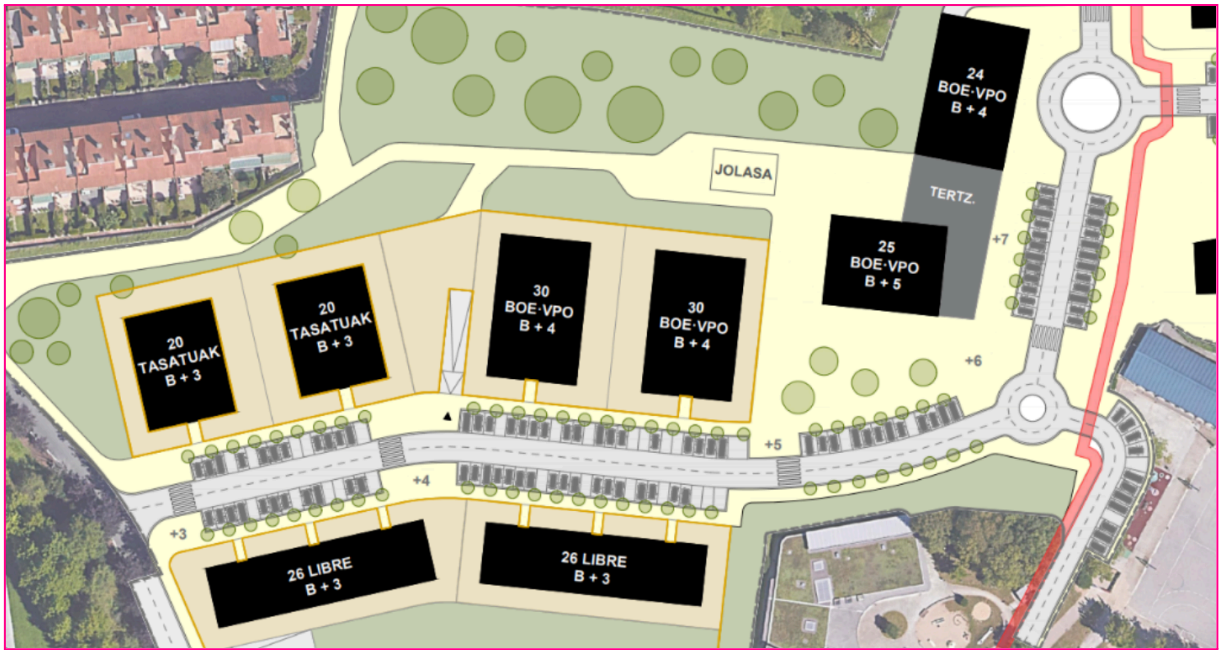 24
BOE·VPO
B + 4
JOLASA
TERTZ.
+7
25
BOE·VPO
B + 5
20
TASATUAK
B + 3
20
TASATUAK
B + 3
30
BOE·VPO
B + 4
30
BOE·VPO
B + 4
+6
+5
+4
+3
26 LIBRE
B + 3
26 LIBRE
B + 3